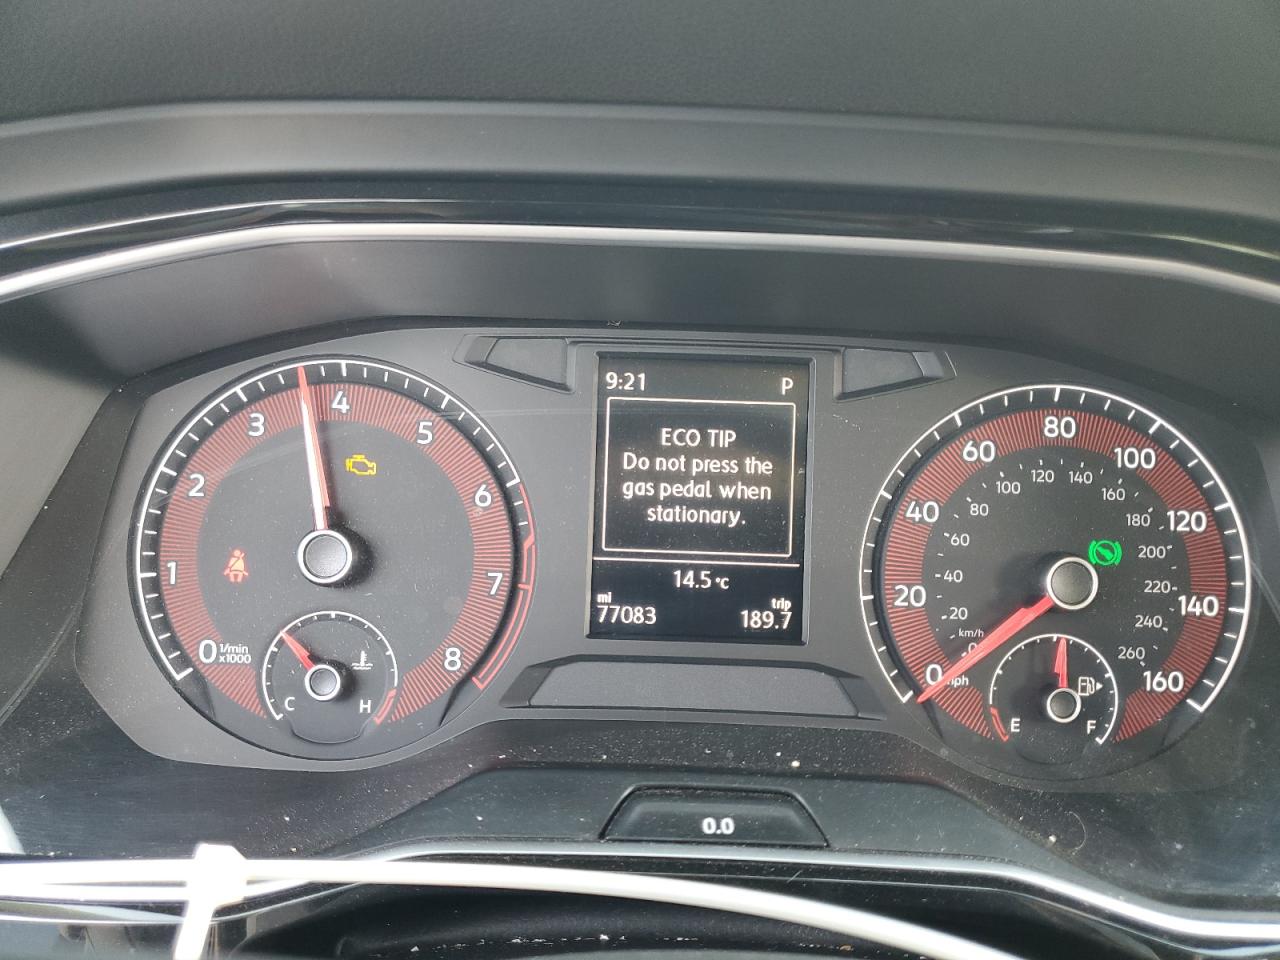 9:21 P
ECO TIP
Do not press the
gas pedal when
stationary.
14.5 °C
mi trip
77083 189.7
0 1 2 3 4 5 6 7 8
1/min
x1000
C H
0 20 40 60 80 100 120 140 160
mph
km/h
0 20 40 60 80 100 120 140 160 180 200 220 240 260
E F
0.0